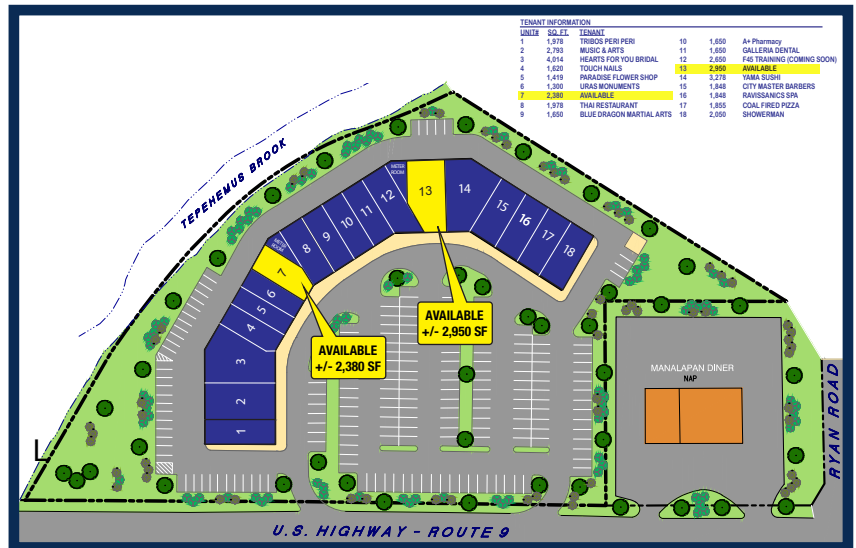 TENANT INFORMATION
UNIT# SQ. FT. TENANT
1 1,978 TRIBOS PERI PERI
2 2,793 MUSIC & ARTS
3 4,014 HEARTS FOR YOU BRIDAL
4 1,620 TOUCH NAILS
5 1,419 PARADISE FLOWER SHOP
6 1,300 URAS MONUMENTS
7 2,380 AVAILABLE
8 1,978 THAI RESTAURANT
9 1,650 BLUE DRAGON MARTIAL ARTS
10 1,650 A+ Pharmacy
11 1,650 GALLERIA DENTAL
12 2,650 F45 TRAINING (COMING SOON)
13 2,950 AVAILABLE
14 3,278 YAMA SUSHI
15 1,848 CITY MASTER BARBERS
16 1,848 RAVISSANICS SPA
17 1,855 COAL FIRED PIZZA
18 2,050 SHOWERMAN
TEPEHEMUS BROOK
METER
ROOM
1
2
3
4
5
6
7
METER
ROOM
8
9
10
11
12
13
14
15
16
17
18
AVAILABLE
+/- 2,950 SF
AVAILABLE
+/- 2,380 SF
MANALAPAN DINER
NAP
RYAN ROAD
L
U.S. HIGHWAY - ROUTE 9